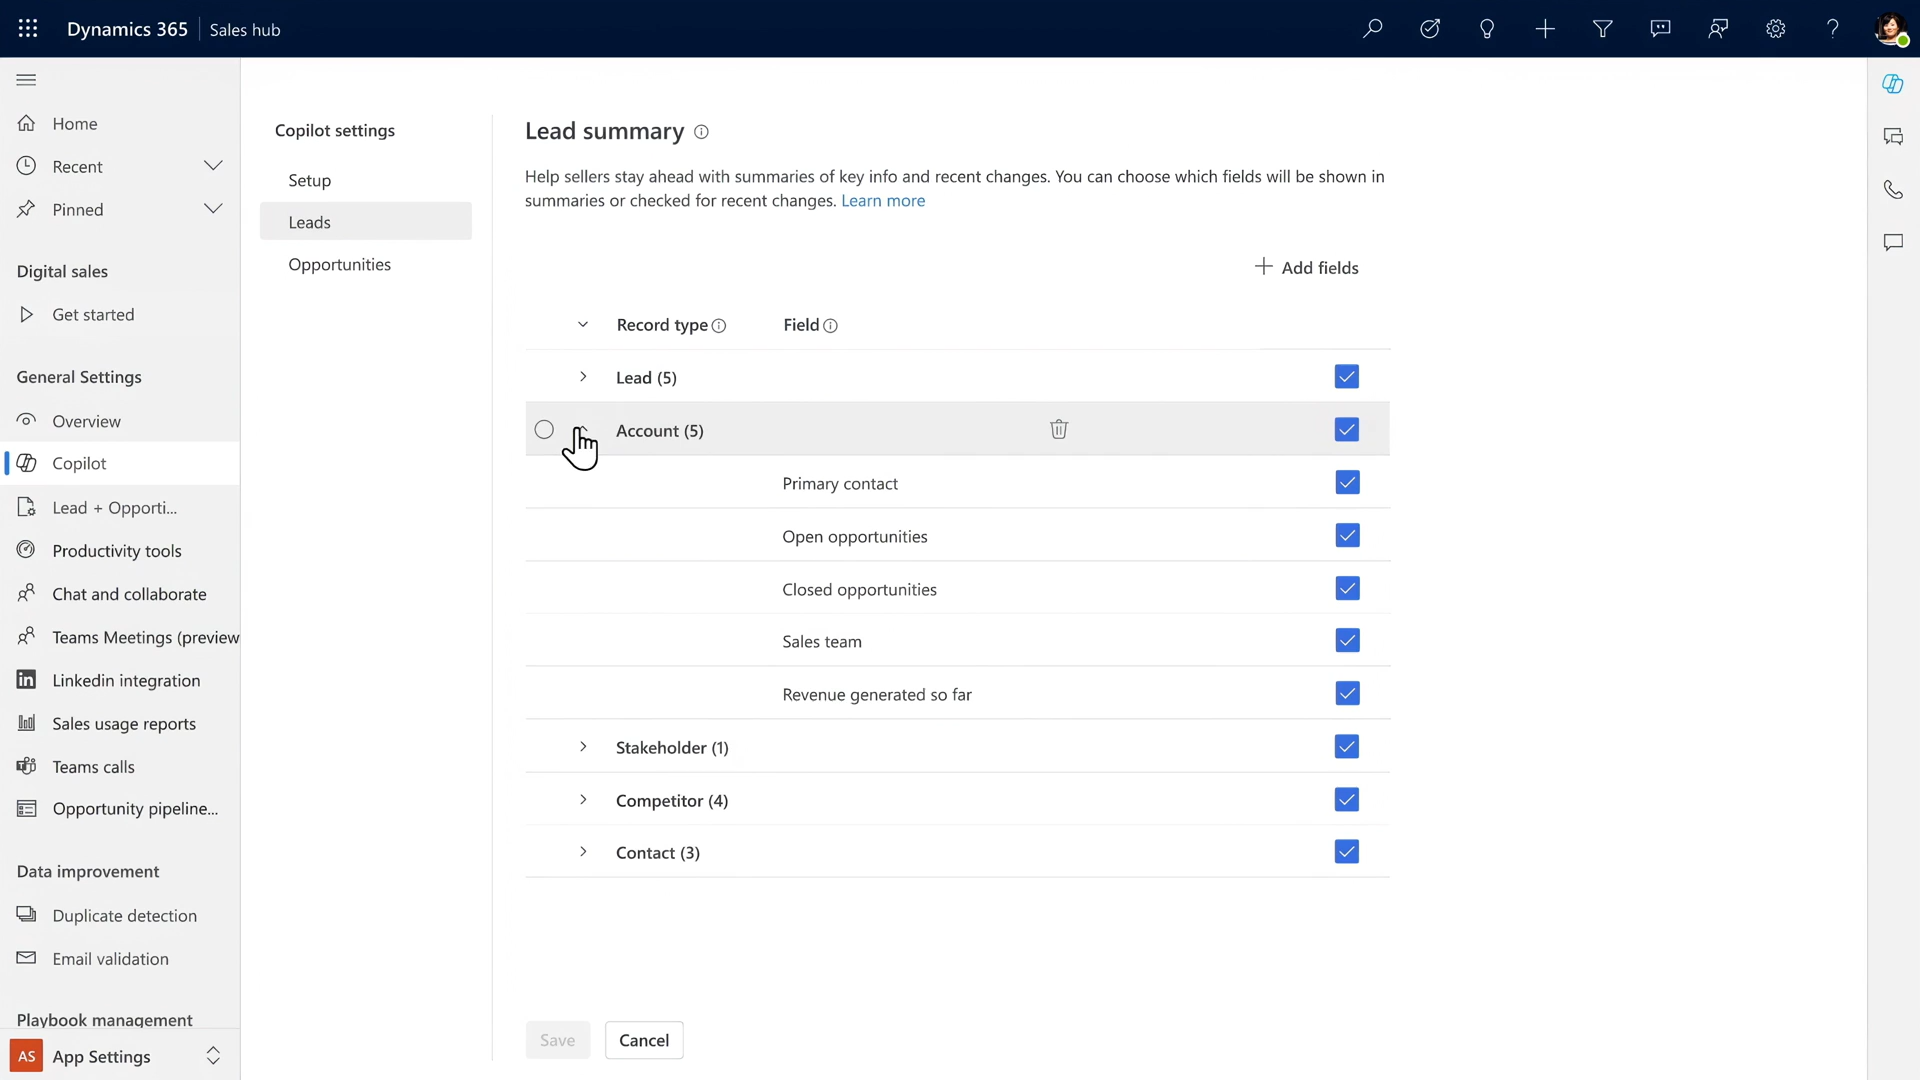 Dynamics 365
Sales hub
Home
Recent
Pinned
Digital sales
Get started
General Settings
Overview
Copilot
Lead + Opporti...
Productivity tools
Chat and collaborate
Teams Meetings (preview
Linkedin integration
Sales usage reports
Teams calls
Opportunity pipeline...
Data improvement
Duplicate detection
Email validation
Playbook management
AS App Settings
Copilot settings
Setup
Leads
Opportunities
Lead summary
Help sellers stay ahead with summaries of key info and recent changes. You can choose which fields will be shown in
summaries or checked for recent changes. Learn more
Add fields
Record type Field
Lead (5)
Account (5)
Primary contact
Open opportunities
Closed opportunities
Sales team
Revenue generated so far
Stakeholder (1)
Competitor (4)
Contact (3)
Save Cancel